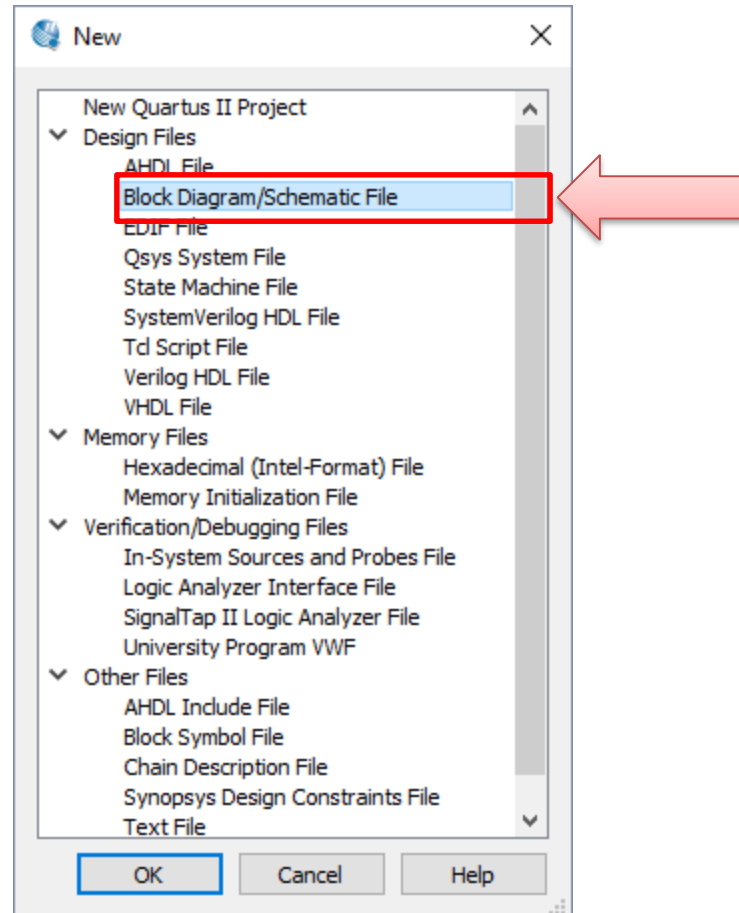 New
New Quartus II Project
Design Files
AHDL File
Block Diagram/Schematic File
EDIF File
Qsys System File
State Machine File
SystemVerilog HDL File
Tcl Script File
Verilog HDL File
VHDL File
Memory Files
Hexadecimal (Intel-Format) File
Memory Initialization File
Verification/Debugging Files
In-System Sources and Probes File
Logic Analyzer Interface File
SignalTap II Logic Analyzer File
University Program VWF
Other Files
AHDL Include File
Block Symbol File
Chain Description File
Synopsys Design Constraints File
Text File
OK Cancel Help